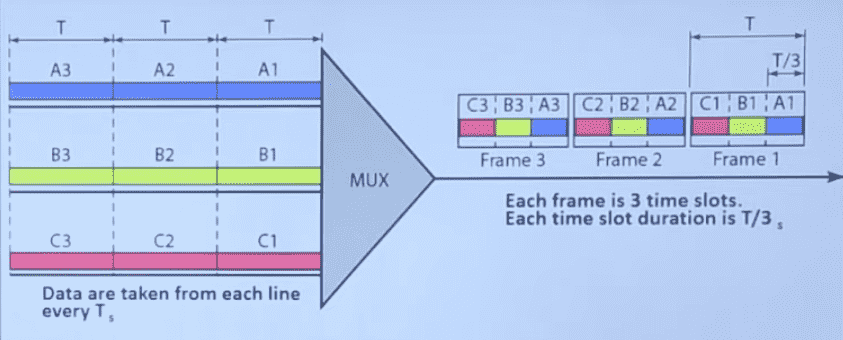 T T T
A3 A2 A1
B3 B2 B1
C3 C2 C1
Data are taken from each line
every T s
MUX
T
T/3
C3 B3 A3 C2 B2 A2 C1 B1 A1
Frame 3 Frame 2 Frame 1
Each frame is 3 time slots.
Each time slot duration is T/3 s